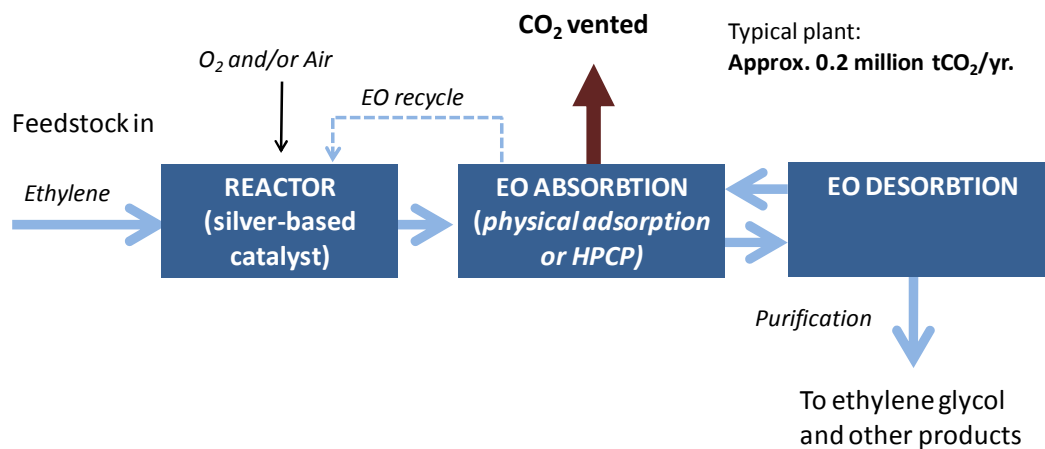 CO₂ vented
Typical plant:
Approx. 0.2 million tCO₂/yr.
O₂ and/or Air
EO recycle
Feedstock in
Ethylene
REACTOR
(silver-based
catalyst)
EO ABSORBTION
(physical adsorption
or HPCP)
EO DESORBTION
Purification
To ethylene glycol
and other products